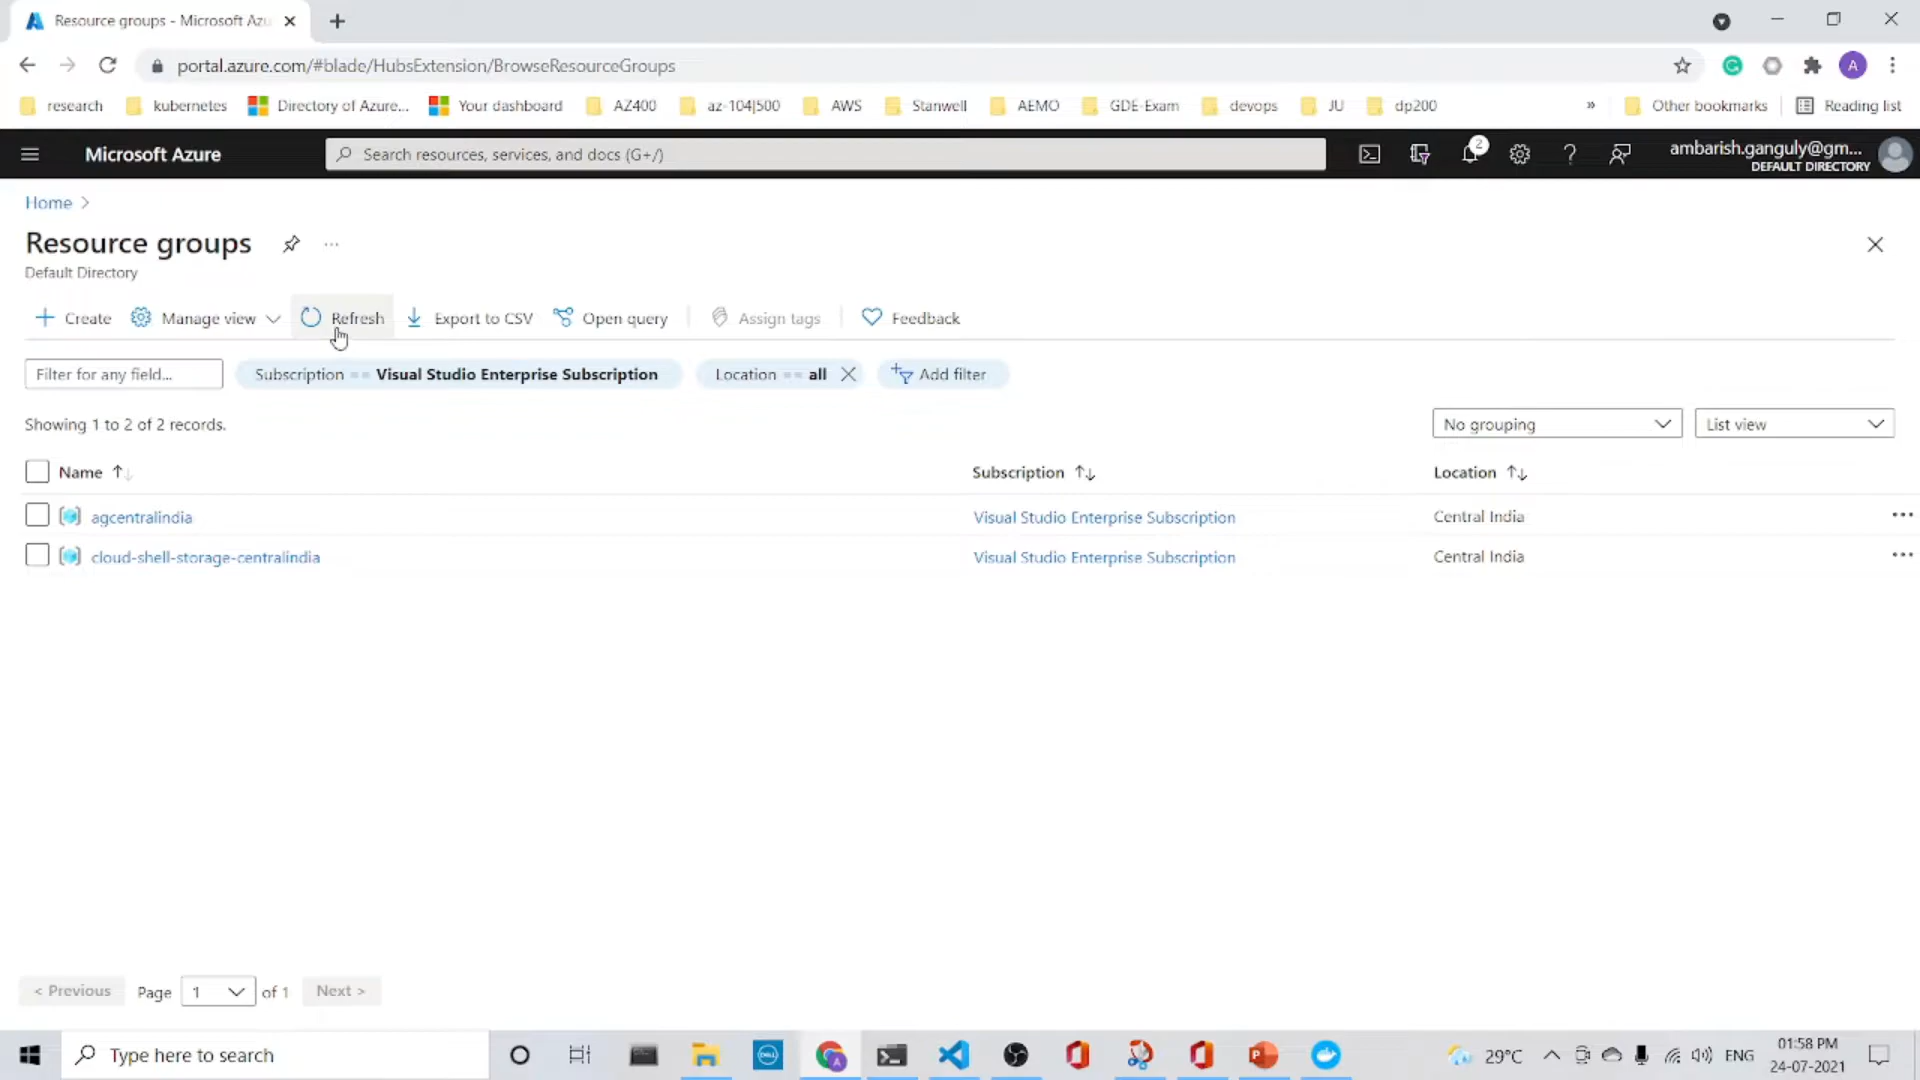 Resource groups - Microsoft Azu
portal.azure.com/#blade/HubsExtension/BrowseResourceGroups
A
research kubernetes Directory of Azure... Your dashboard AZ400 az-104|500 AWS Stanwell AEMO GDE-Exam devops JU dp200 » Other bookmarks Reading list
Microsoft Azure
Search resources, services, and docs (G+/)
2
ambarish.ganguly@gm...
DEFAULT DIRECTORY
Home >
Resource groups ...
Default Directory
+ Create Manage view Refresh Export to CSV Open query Assign tags Feedback
Filter for any field... Subscription == Visual Studio Enterprise Subscription Location == all Add filter
Showing 1 to 2 of 2 records. No grouping List view
Name Subscription Location
agcentralindia Visual Studio Enterprise Subscription Central India
cloud-shell-storage-centralindia Visual Studio Enterprise Subscription Central India
< Previous Page 1 of 1 Next >
Type here to search
DELL
A
P
29°C ENG
01:58 PM
24-07-2021